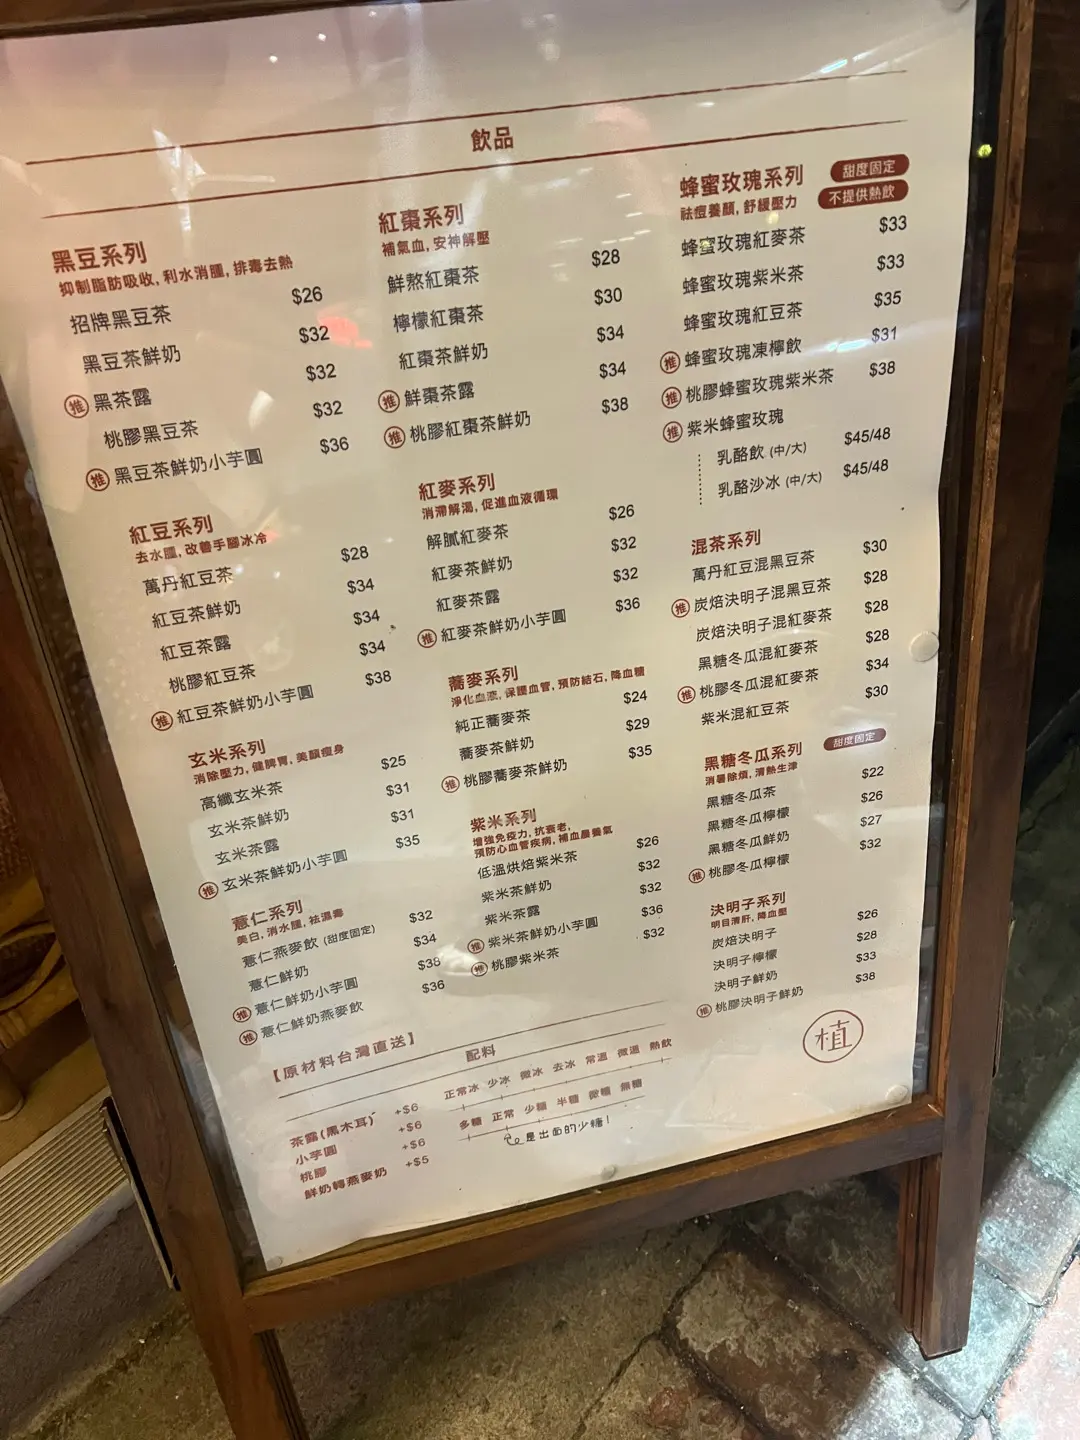 飲品
黑豆系列
抑制脂肪吸收, 利水消腫, 排毒去熱
招牌黑豆茶 $26
黑豆茶鮮奶 $32
推 黑茶露 $32
桃膠黑豆茶 $32
推 黑豆茶鮮奶小芋圓 $36
紅豆系列
去水腫, 改善手腳冰冷
萬丹紅豆茶 $28
紅豆茶鮮奶 $34
紅豆茶露 $34
桃膠紅豆茶 $34
推 紅豆茶鮮奶小芋圓 $38
玄米系列
消除壓力, 健脾胃, 美顏瘦身
高纖玄米茶 $25
玄米茶鮮奶 $31
玄米茶露 $31
推 玄米茶鮮奶小芋圓 $35
薏仁系列
美白, 消水腫, 祛濕毒
薏仁燕麥飲 (甜度固定) $32
薏仁鮮奶 $34
推 薏仁鮮奶小芋圓 $38
推 薏仁鮮奶燕麥飲 $36
紅棗系列
補氣血, 安神解壓
鮮熬紅棗茶 $28
檸檬紅棗茶 $30
紅棗茶鮮奶 $34
推 鮮棗茶露 $34
推 桃膠紅棗茶鮮奶 $38
紅麥系列
消滯解渴, 促進血液循環
解膩紅麥茶 $26
紅麥茶鮮奶 $32
紅麥茶露 $32
推 紅麥茶鮮奶小芋圓 $36
蕎麥系列
淨化血液, 保護血管, 預防結石, 降血糖
純正蕎麥茶 $24
蕎麥茶鮮奶 $29
推 桃膠蕎麥茶鮮奶 $35
紫米系列
增強免疫力, 抗衰老,
預防心血管疾病, 補血屋養氣
低溫烘焙紫米茶 $26
紫米茶鮮奶 $32
紫米茶露 $32
推 紫米茶鮮奶小芋圓 $36
推 桃膠紫米茶 $32
蜂蜜玫瑰系列 甜度固定
祛痘養顏, 舒緩壓力 不提供熱飲
蜂蜜玫瑰紅麥茶 $33
蜂蜜玫瑰紫米茶 $33
蜂蜜玫瑰紅豆茶 $35
推 蜂蜜玫瑰凍檸飲 $31
推 桃膠蜂蜜玫瑰紫米茶 $38
推 紫米蜂蜜玫瑰
乳酪飲 (中/大) $45/48
乳酪沙冰 (中/大) $45/48
混茶系列
萬丹紅豆混黑豆茶 $30
推 炭焙決明子混黑豆茶 $28
炭焙決明子混紅麥茶 $28
黑糖冬瓜混紅麥茶 $28
推 桃膠冬瓜混紅麥茶 $34
紫米混紅豆茶 $30
黑糖冬瓜系列 甜度固定
消暑除煩, 清熱生津
黑糖冬瓜茶 $22
黑糖冬瓜檸檬 $26
黑糖冬瓜鮮奶 $27
推 桃膠冬瓜檸檬 $32
決明子系列
明目清肝, 降血壓
炭焙決明子 $26
決明子檸檬 $28
決明子鮮奶 $33
推 桃膠決明子鮮奶 $38
植
【原材料台灣直送】
配料
茶露(黑木耳) +$6
小芋圓 +$6
桃膠 +$6
鮮奶轉燕麥奶 +$5
正常冰 少冰 微冰 去冰 常溫 微溫 熱飲
多糖 正常 少糖 半糖 微糖 無糖
是出面的少糖!